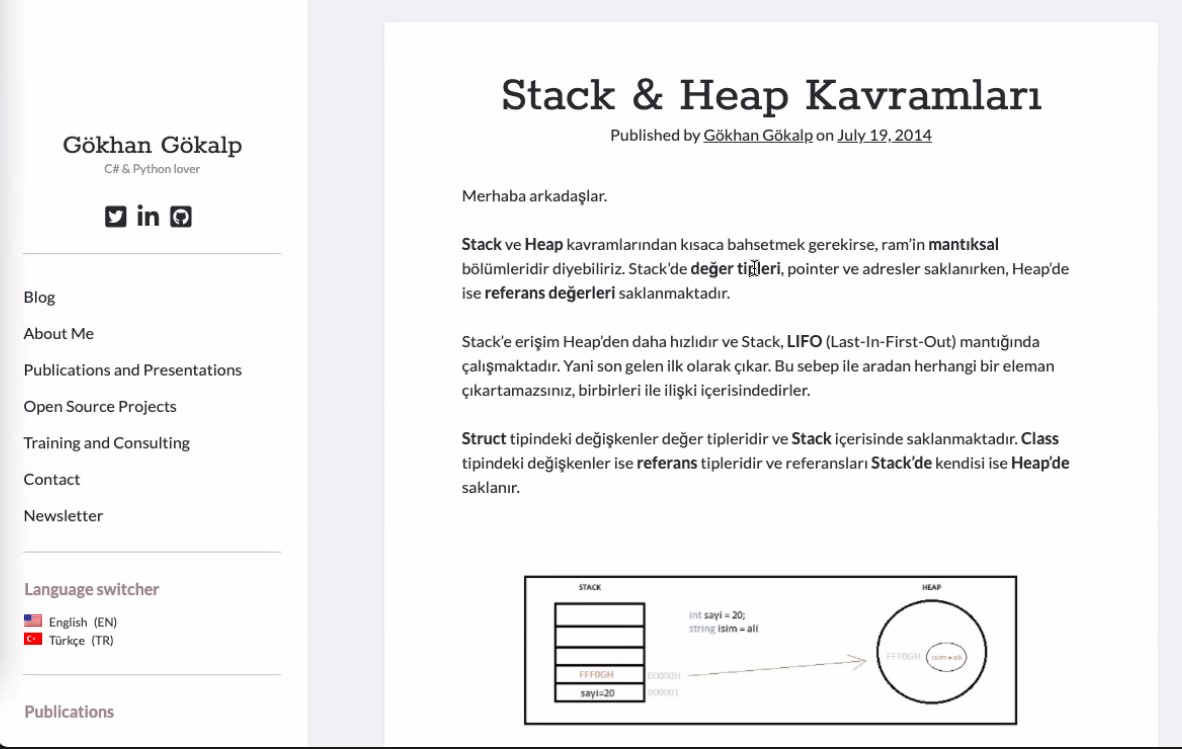 Gökhan Gökalp
C# & Python lover
Blog
About Me
Publications and Presentations
Open Source Projects
Training and Consulting
Contact
Newsletter
Language switcher
English (EN)
Türkçe (TR)
Publications
Stack & Heap Kavramları
Published by Gökhan Gökalp on July 19, 2014
Merhaba arkadaşlar.
Stack ve Heap kavramlarından kısaca bahsetmek gerekirse, ram’in mantıksal
bölümleridir diyebiliriz. Stack’de değer tipleri, pointer ve adresler saklanırken, Heap’de
ise referans değerleri saklanmaktadır.
Stack’e erişim Heap’den daha hızlıdır ve Stack, LIFO (Last-In-First-Out) mantığında
çalışmaktadır. Yani son gelen ilk olarak çıkar. Bu sebep ile aradan herhangi bir eleman
çıkartamazsınız, birbirleri ile ilişki içerisindedirler.
Struct tipindeki değişkenler değer tipleridir ve Stack içerisinde saklanmaktadır. Class
tipindeki değişkenler ise referans tipleridir ve referansları Stack’de kendisi ise Heap’de
saklanır.
STACK
HEAP
int sayi = 20;
string isim = ali
FFF0GH
00000H
sayi=20
000001
FFF0GH
isim=ali